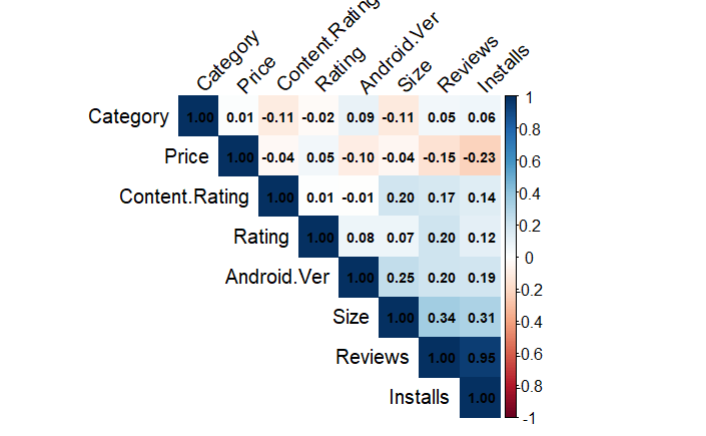 Category
Price
Content.Rating
Rating
Android.Ver
Size
Reviews
Installs
Category 1.00 0.01 -0.11 -0.02 0.09 -0.11 0.05 0.06
Price 1.00 -0.04 0.05 -0.10 -0.04 -0.15 -0.23
Content.Rating 1.00 0.01 -0.01 0.20 0.17 0.14
Rating 1.00 0.08 0.07 0.20 0.12
Android.Ver 1.00 0.25 0.20 0.19
Size 1.00 0.34 0.31
Reviews 1.00 0.95
Installs 1.00
1
0.8
0.6
0.4
0.2
0
-0.2
-0.4
-0.6
-0.8
-1